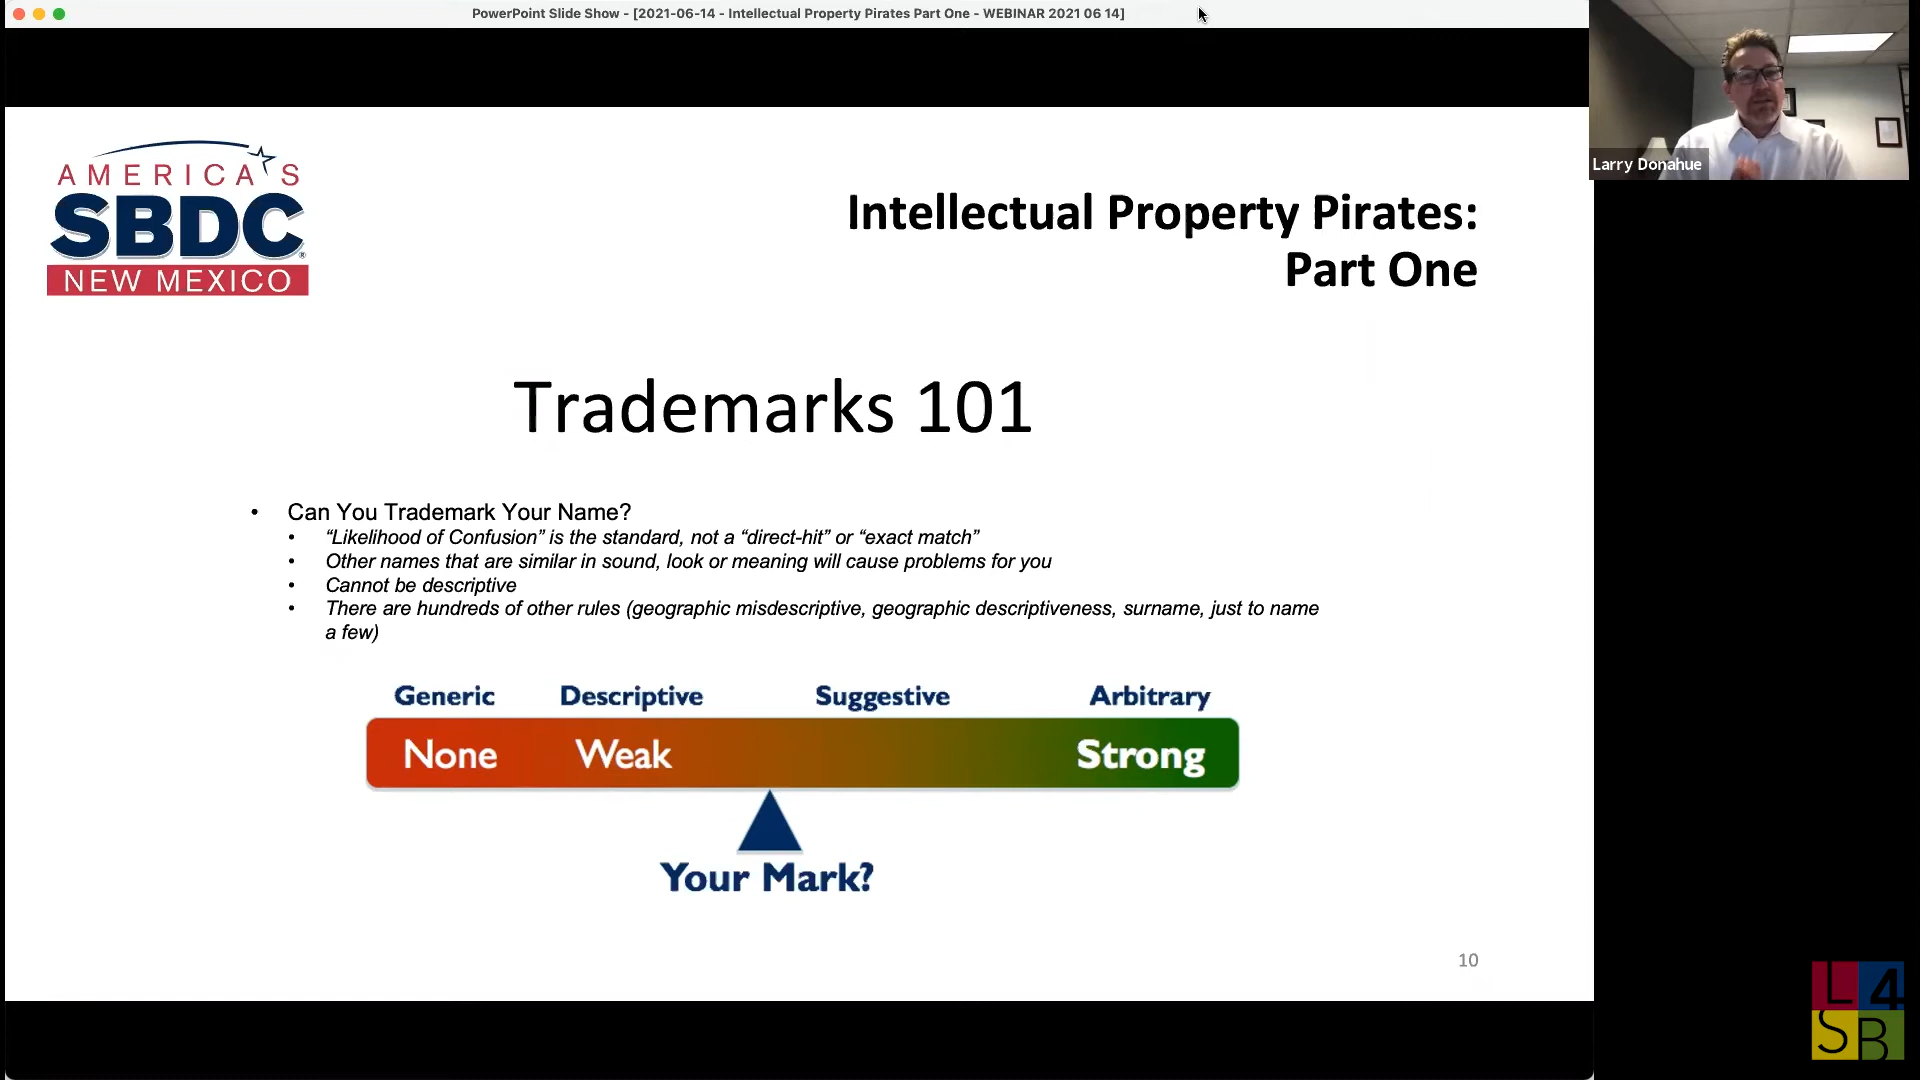 PowerPoint Slide Show - [2021-06-14 - Intellectual Property Pirates Part One - WEBINAR 2021 06 14]
Larry Donahue
AMERICA'S
SBDC®
NEW MEXICO
Intellectual Property Pirates:
Part One
Trademarks 101
• Can You Trademark Your Name?
• “Likelihood of Confusion” is the standard, not a “direct-hit” or “exact match”
• Other names that are similar in sound, look or meaning will cause problems for you
• Cannot be descriptive
• There are hundreds of other rules (geographic misdescriptive, geographic descriptiveness, surname, just to name
a few)
Generic Descriptive Suggestive Arbitrary
None Weak Strong
Your Mark?
10
L4
SB